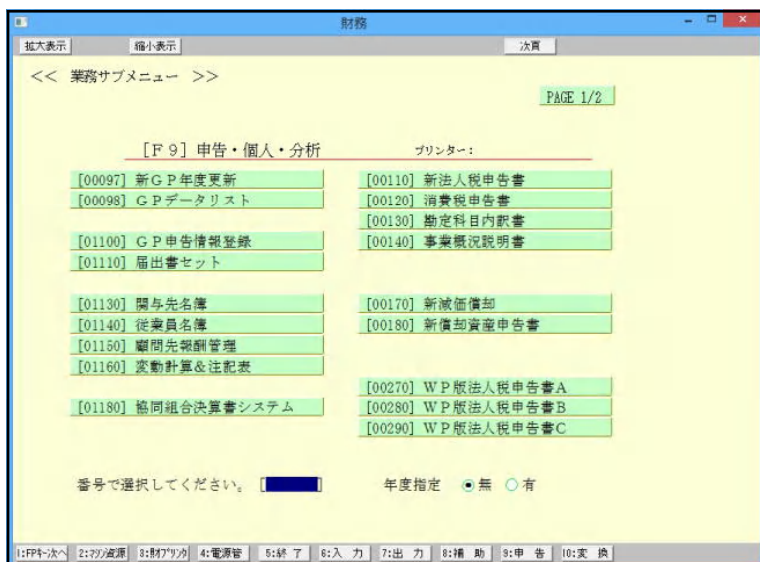 財務
拡大表示 縮小表示 次頁
<< 業務サブメニュー >>
PAGE 1/2
[F9] 申告・個人・分析 プリンター：
[00097] 新ＧＰ年度更新
[00098] ＧＰデータリスト
[01100] ＧＰ申告情報登録
[01110] 届出書セット
[01130] 関与先名簿
[01140] 従業員名簿
[01150] 顧問先報酬管理
[01160] 変動計算＆注記表
[01180] 協同組合決算書システム
[00110] 新法人税申告書
[00120] 消費税申告書
[00130] 勘定科目内訳書
[00140] 事業概況説明書
[00170] 新減価償却
[00180] 新償却資産申告書
[00270] ＷＰ版法人税申告書A
[00280] ＷＰ版法人税申告書B
[00290] ＷＰ版法人税申告書C
番号で選択してください。 [ ] 年度指定 無 有
1:FPキｰ次へ 2:マシン資源 3:財プリンタ 4:電源管 5:終 了 6:入 力 7:出 力 8:補 助 9:申 告 10:変 換